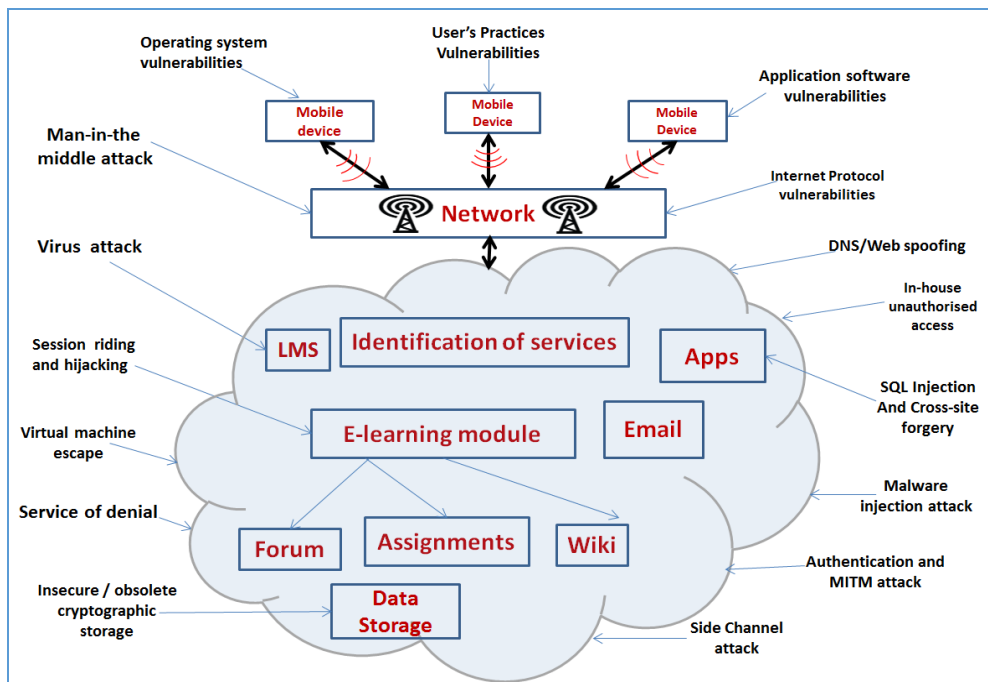 Operating system
vulnerabilities
User's Practices
Vulnerabilities
Application software
vulnerabilities
Mobile
device
Mobile
Device
Mobile
Device
Man-in-the
middle attack
Network
Internet Protocol
vulnerabilities
Virus attack
DNS/Web spoofing
In-house
unauthorised
access
LMS
Identification of services
Apps
Session riding
and hijacking
SQL Injection
And Cross-site
forgery
E-learning module
Email
Virtual machine
escape
Malware
injection attack
Service of denial
Forum
Assignments
Wiki
Authentication and
MITM attack
Insecure / obsolete
cryptographic
storage
Data
Storage
Side Channel
attack